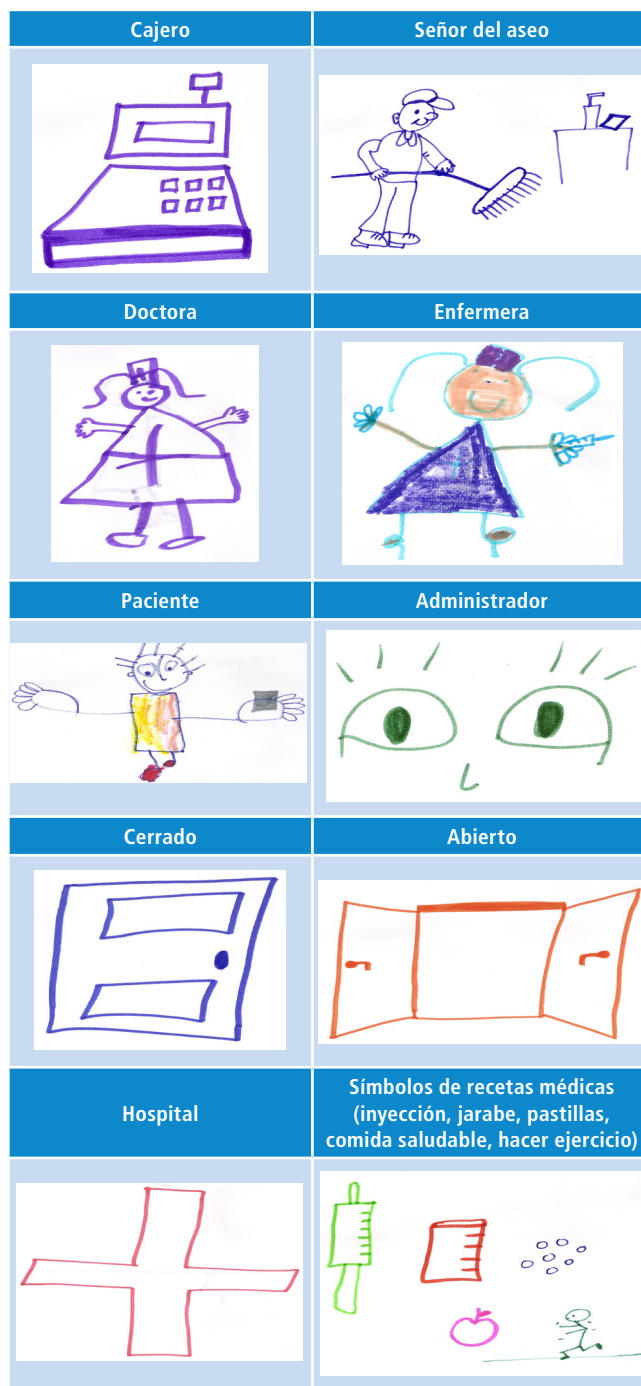 Cajero
Señor del aseo
Doctora
Enfermera
Paciente
Administrador
Cerrado
Abierto
Hospital
Símbolos de recetas médicas
(inyección, jarabe, pastillas,
comida saludable, hacer ejercicio)